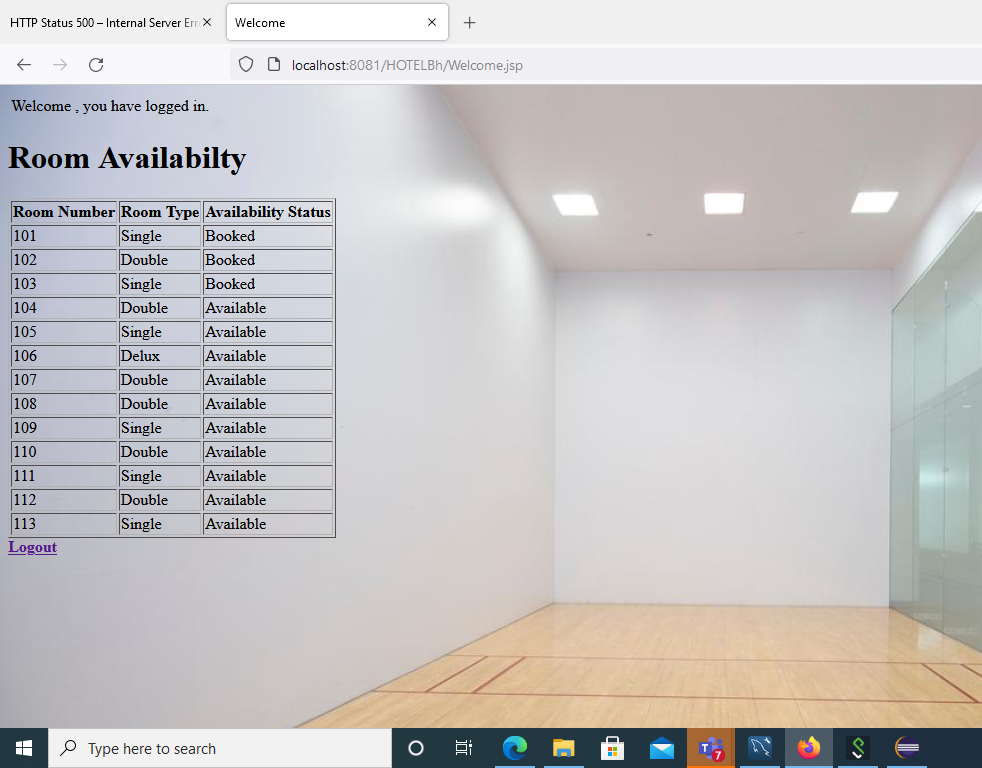 HTTP Status 500 – Internal Server Err
Welcome
localhost:8081/HOTELBh/Welcome.jsp
Welcome , you have logged in.
Room Availabilty
Room Number Room Type Availability Status
101 Single Booked
102 Double Booked
103 Single Booked
104 Double Available
105 Single Available
106 Delux Available
107 Double Available
108 Double Available
109 Single Available
110 Double Available
111 Single Available
112 Double Available
113 Single Available
Logout
Type here to search
T 7